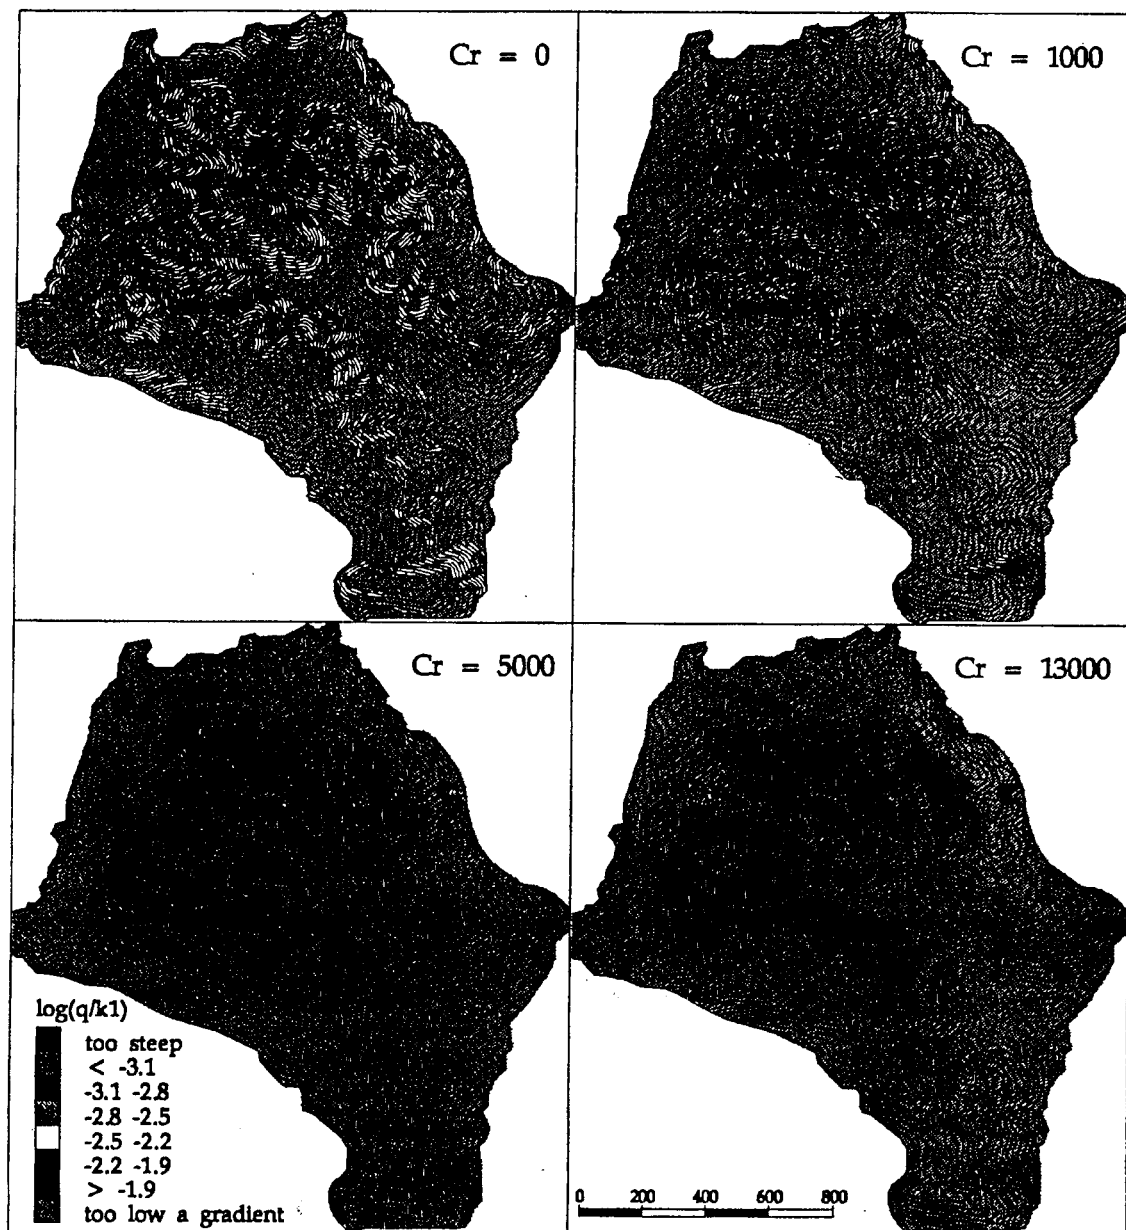 Cr = 0
Cr = 1000
Cr = 5000
Cr = 13000
log(q/k1)
too steep
< -3.1
-3.1 -2.8
-2.8 -2.5
-2.5 -2.2
-2.2 -1.9
> -1.9
too low a gradient
0 200 400 600 800